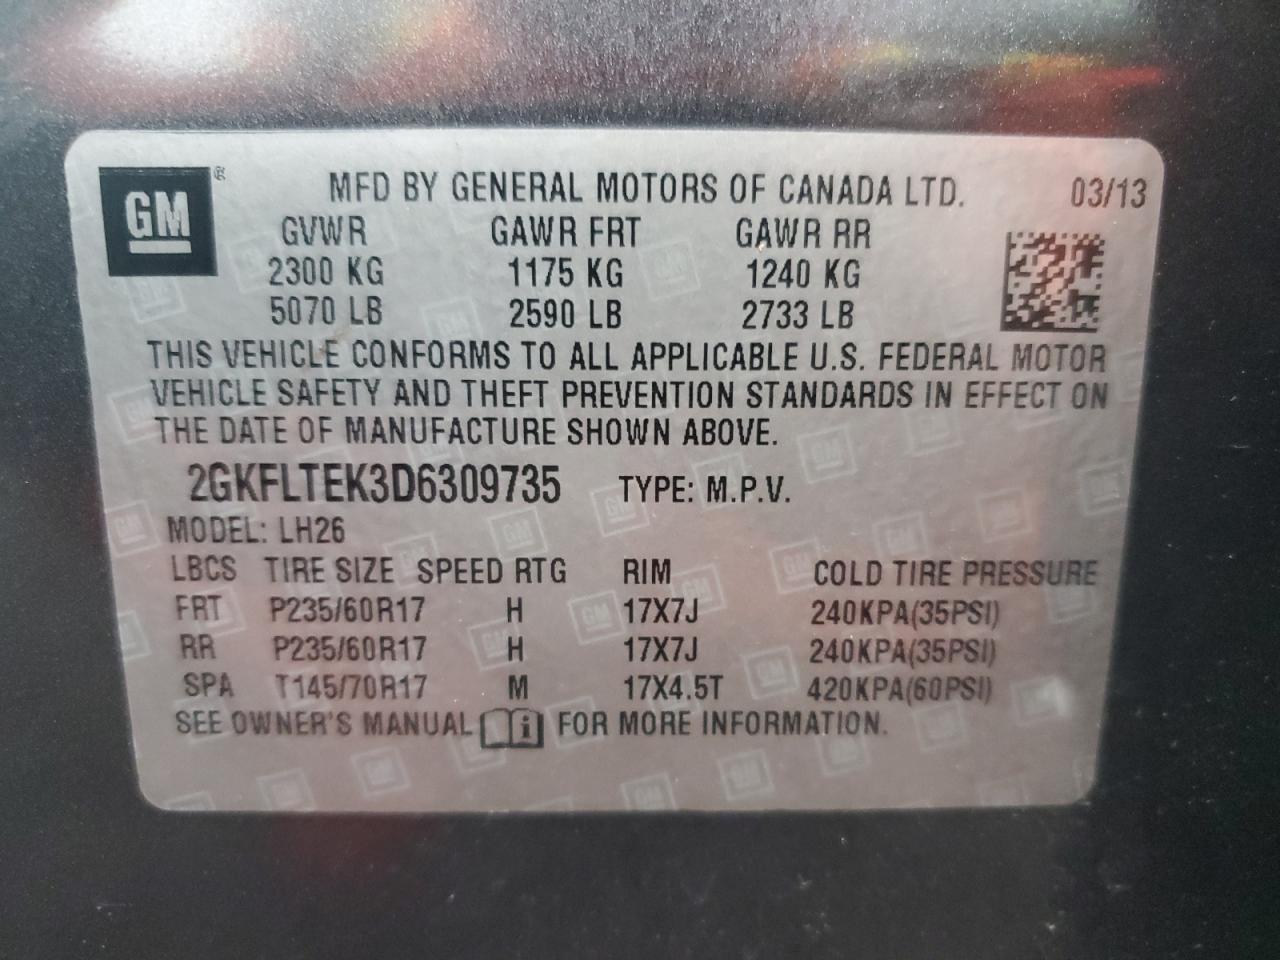 GM®
MFD BY GENERAL MOTORS OF CANADA LTD. 03/13
GVWR GAWR FRT GAWR RR
2300 KG 1175 KG 1240 KG
5070 LB 2590 LB 2733 LB
THIS VEHICLE CONFORMS TO ALL APPLICABLE U.S. FEDERAL MOTOR
VEHICLE SAFETY AND THEFT PREVENTION STANDARDS IN EFFECT ON
THE DATE OF MANUFACTURE SHOWN ABOVE.
2GKFLTEK3D6309735 TYPE: M.P.V.
MODEL: LH26
LBCS TIRE SIZE SPEED RTG RIM COLD TIRE PRESSURE
FRT P235/60R17 H 17X7J 240KPA(35PSI)
RR P235/60R17 H 17X7J 240KPA(35PSI)
SPA T145/70R17 M 17X4.5T 420KPA(60PSI)
SEE OWNER'S MANUAL i FOR MORE INFORMATION.